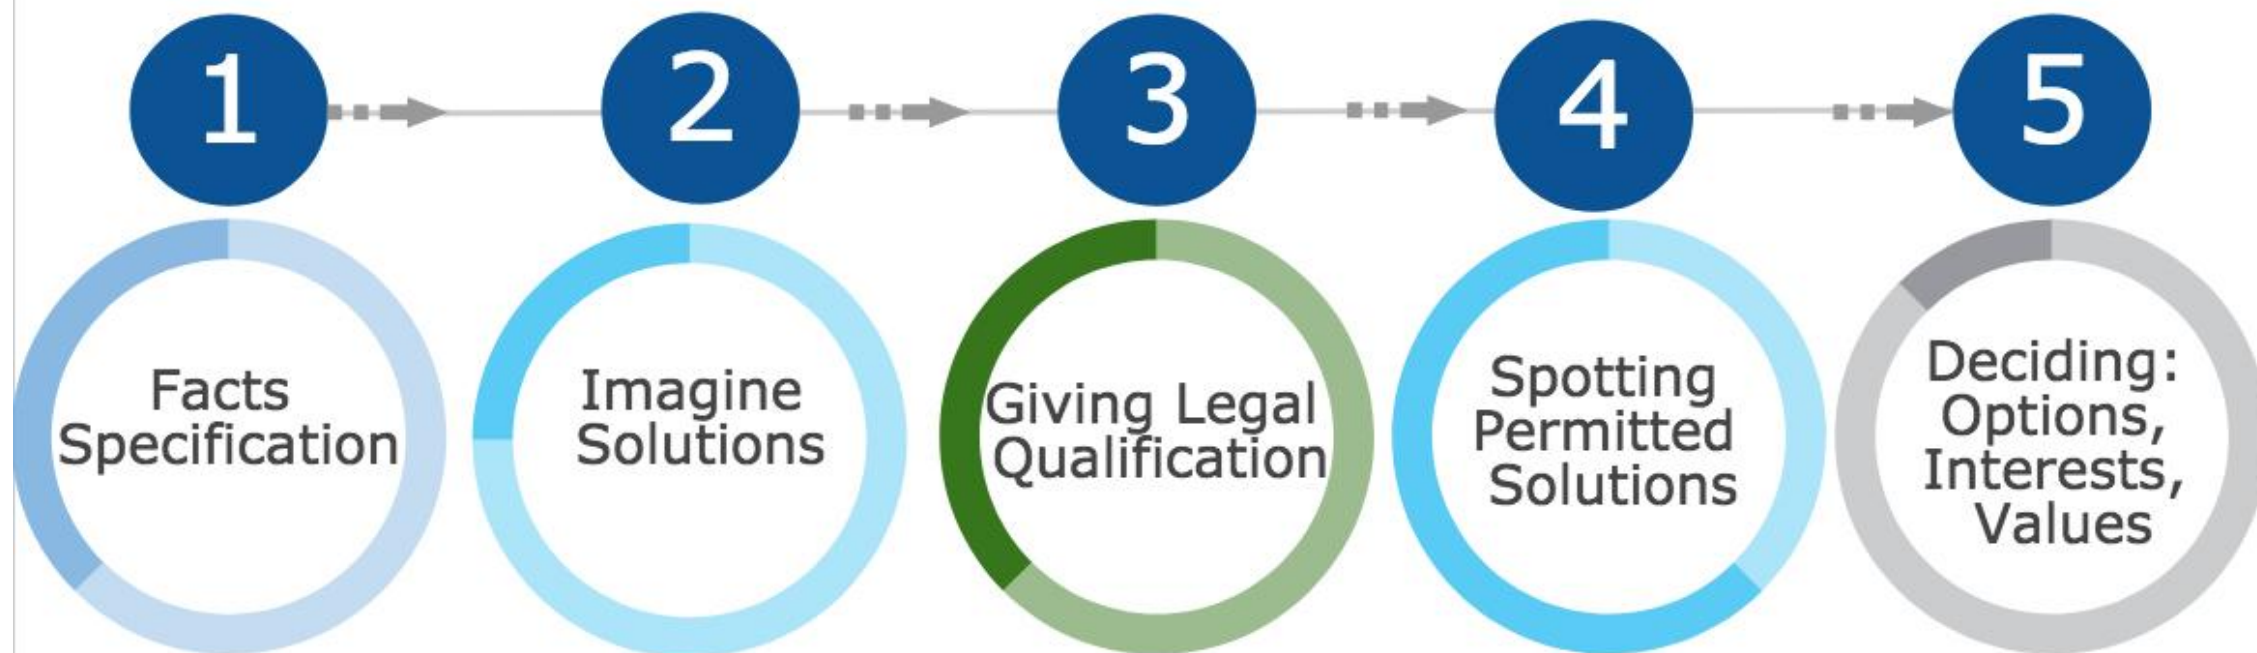 1
2
3
4
5
Facts
Specification
Imagine
Solutions
Giving Legal
Qualification
Spotting
Permitted
Solutions
Deciding:
Options,
Interests,
Values